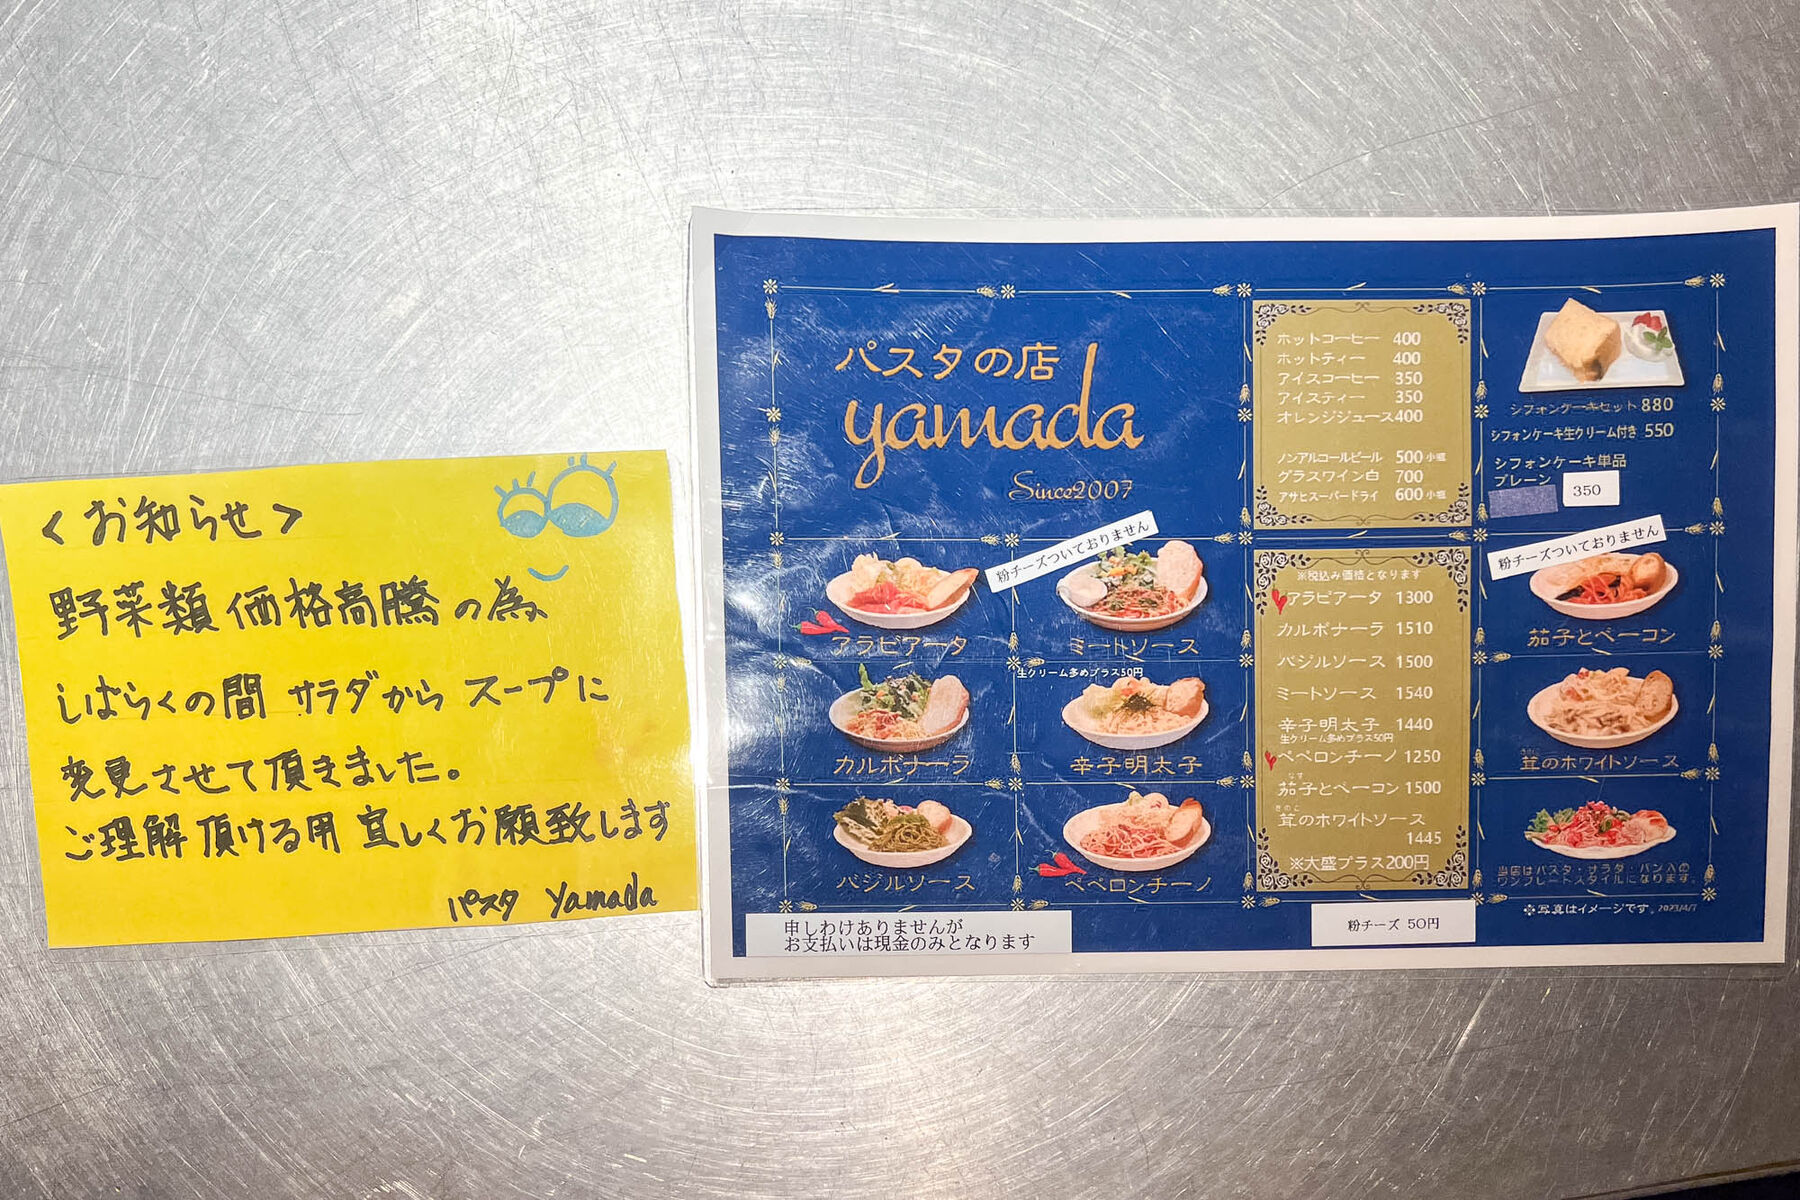 <お知らせ>
野菜類価格高騰の為
しばらくの間 サラダから スープに
変更させて頂きました。
ご理解頂ける用 宜しくお願致します
パスタ yamada
パスタの店
yamada
Since2007
ホットコーヒー 400
ホットティー 400
アイスコーヒー 350
アイスティー 350
オレンジジュース400
ノンアルコールビール 500 小瓶
グラスワイン白 700
アサヒスーパードライ 600 小瓶
シフォンケーキセット 880
シフォンケーキ生クリーム付き 550
シフォンケーキ単品
プレーン
350
粉チーズついておりません
アラビアータ
ミートソース
生クリーム多めプラス50円
カルボナーラ
辛子明太子
バジルソース
ペペロンチーノ
※税込み価格となります
アラビアータ 1300
カルボナーラ 1510
バジルソース 1500
ミートソース 1540
辛子明太子 1440
生クリーム多めプラス50円
ペペロンチーノ 1250
なす
茄子とベーコン 1500
きのこ
茸のホワイトソース
1445
※大盛プラス200円
粉チーズついておりません
茄子とベーコン
きのこ
茸のホワイトソース
当店はパスタ・サラダ・パン入の
ワンプレートスタイルになります。
※写真はイメージです。2023/4/7
申しわけありませんが
お支払いは現金のみとなります
粉チーズ 50円